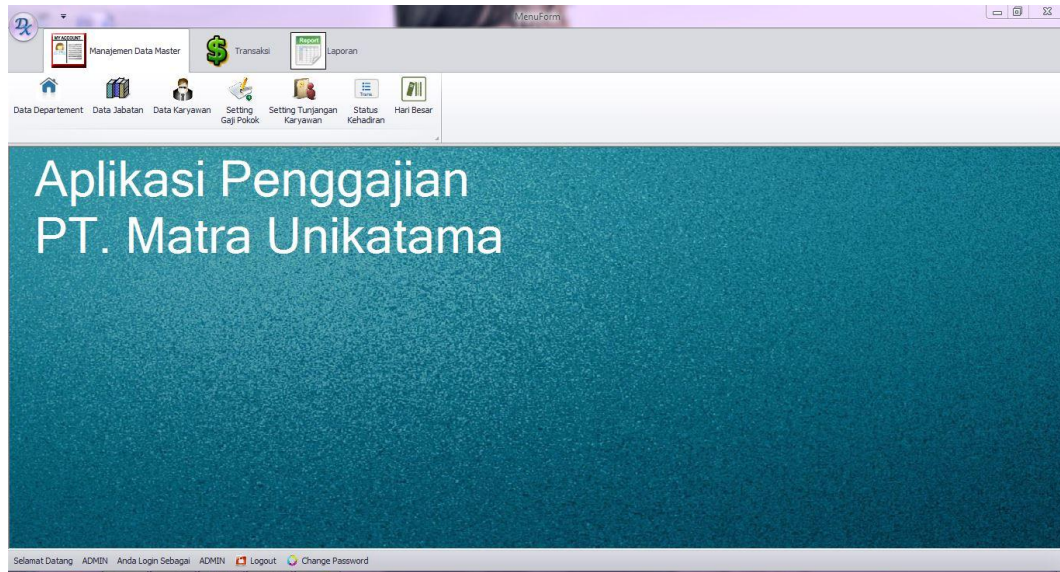 MenuForm
Dx
MY ACCOUNT
Manajemen Data Master
Transaksi
Report
Laporan
Data Departement
Data Jabatan
Data Karyawan
Setting
Gaji Pokok
Setting Tunjangan
Karyawan
Trans
Status
Kehadiran
Hari Besar
Aplikasi Penggajian
PT. Matra Unikatama
Selamat Datang ADMIN Anda Login Sebagai ADMIN Logout Change Password